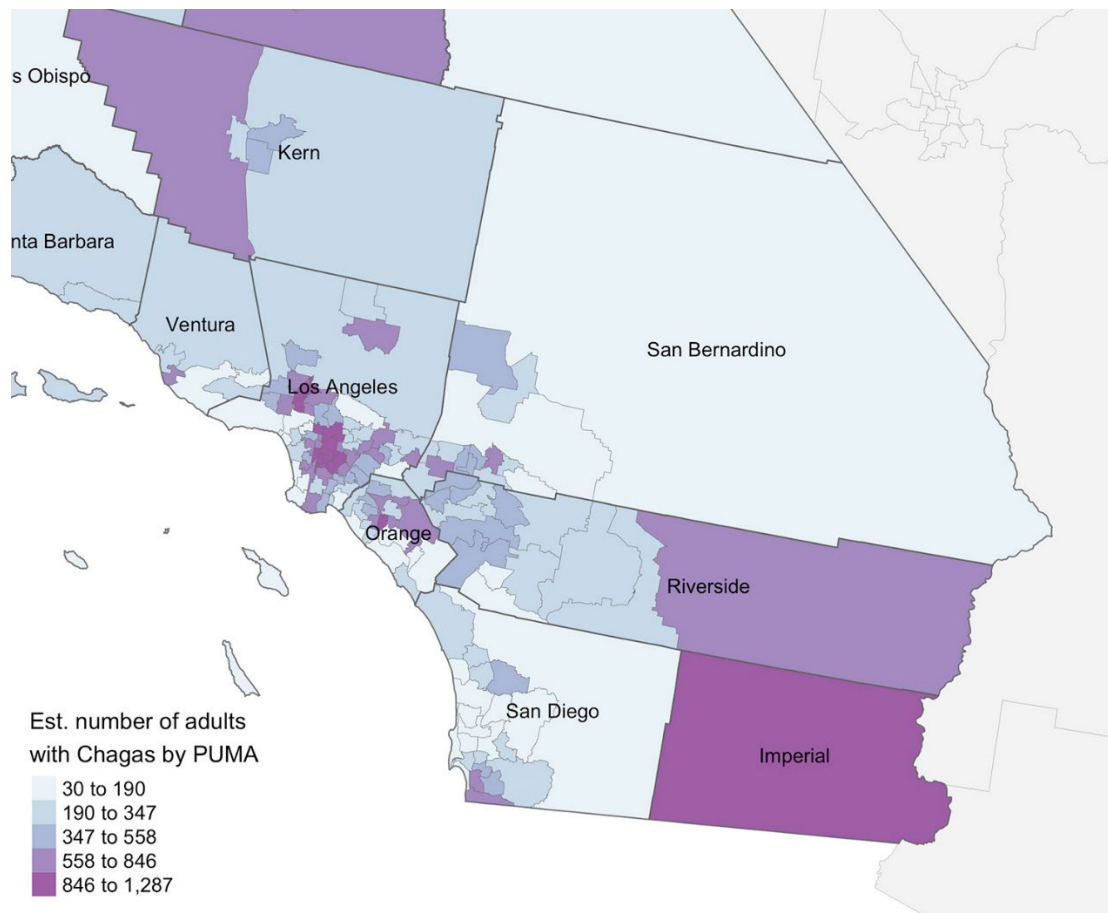 s Obispo
Kern
nta Barbara
Ventura
San Bernardino
Los Angeles
Orange
Riverside
San Diego
Imperial
Est. number of adults
with Chagas by PUMA
30 to 190
190 to 347
347 to 558
558 to 846
846 to 1,287